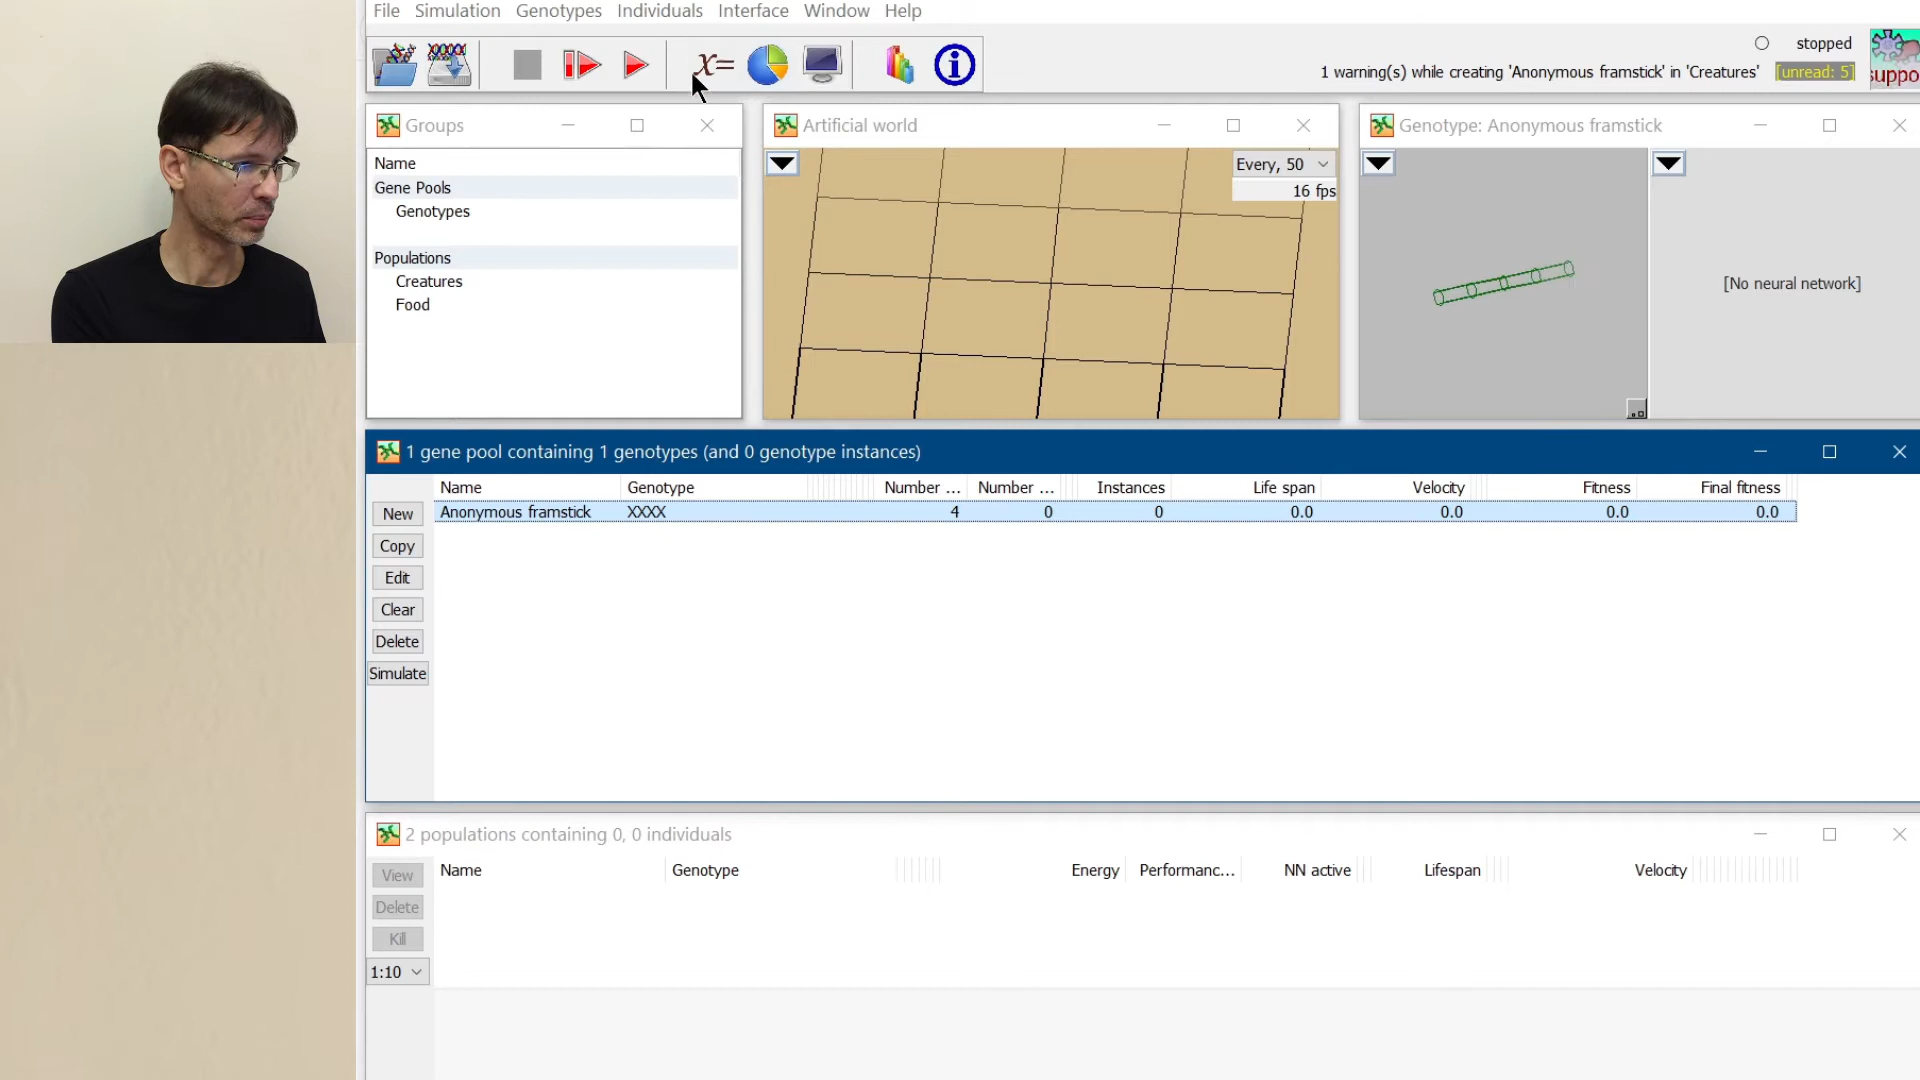 File Simulation Genotypes Individuals Interface Window Help
x=
stopped
1 warning(s) while creating 'Anonymous framstick' in 'Creatures' [unread: 5]
suppo
Groups
Name
Gene Pools
Genotypes
Populations
Creatures
Food
Artificial world
Every, 50
16 fps
Genotype: Anonymous framstick
[No neural network]
1 gene pool containing 1 genotypes (and 0 genotype instances)
Name Genotype Number ... Number ... Instances Life span Velocity Fitness Final fitness
Anonymous framstick XXXX 4 0 0 0.0 0.0 0.0 0.0
New
Copy
Edit
Clear
Delete
Simulate
2 populations containing 0, 0 individuals
Name Genotype Energy Performanc... NN active Lifespan Velocity
View
Delete
Kill
1:10